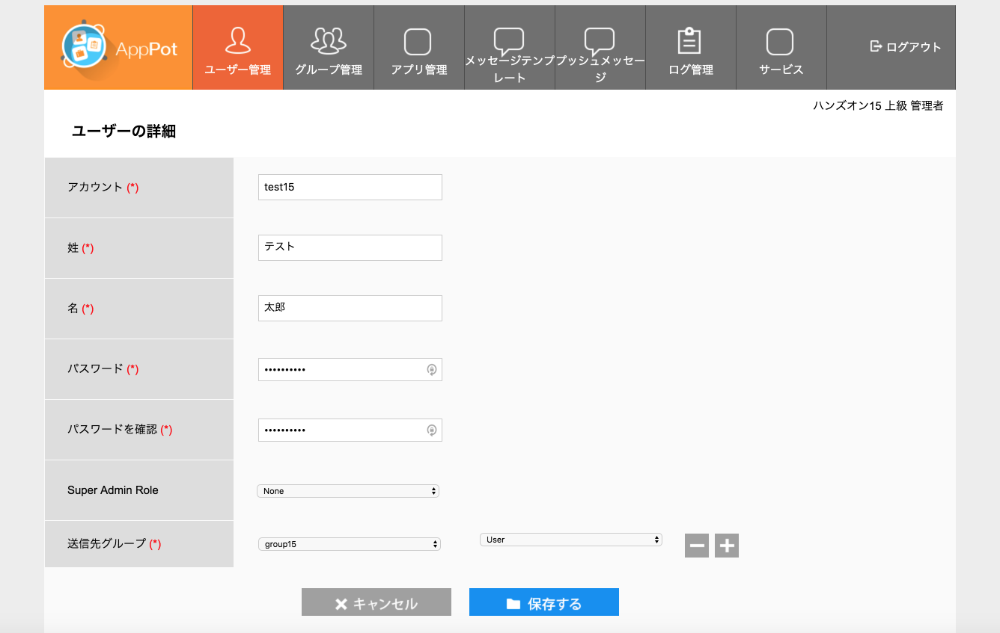 AppPot
ユーザー管理
グループ管理
アプリ管理
メッセージテンプ
レート
プッシュメッセー
ジ
ログ管理
サービス
ログアウト
ハンズオン15 上級 管理者
ユーザーの詳細
アカウント (*)
test15
姓 (*)
テスト
名 (*)
太郎
パスワード (*)
••••••••••
パスワードを確認 (*)
••••••••••
Super Admin Role
None
送信先グループ (*)
group15
User
キャンセル
保存する